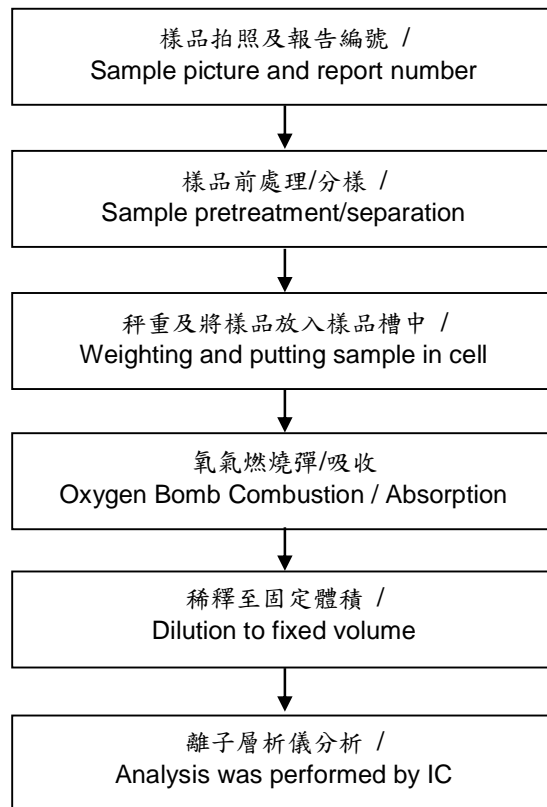 樣品拍照及報告編號 /
Sample picture and report number
樣品前處理/分樣 /
Sample pretreatment/separation
秤重及將樣品放入樣品槽中 /
Weighting and putting sample in cell
氧氣燃燒彈/吸收
Oxygen Bomb Combustion / Absorption
稀釋至固定體積 /
Dilution to fixed volume
離子層析儀分析 /
Analysis was performed by IC